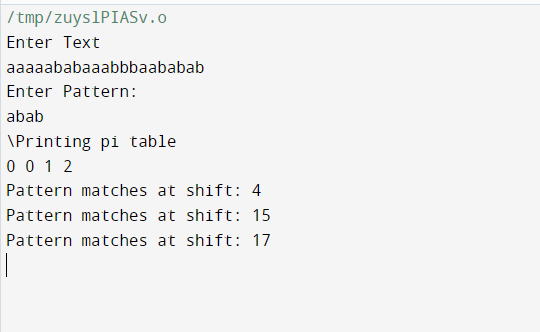 /tmp/zuyslPIASv.o
Enter Text
aaaaababaaabbbaababab
Enter Pattern:
abab
\Printing pi table
0 0 1 2
Pattern matches at shift: 4
Pattern matches at shift: 15
Pattern matches at shift: 17